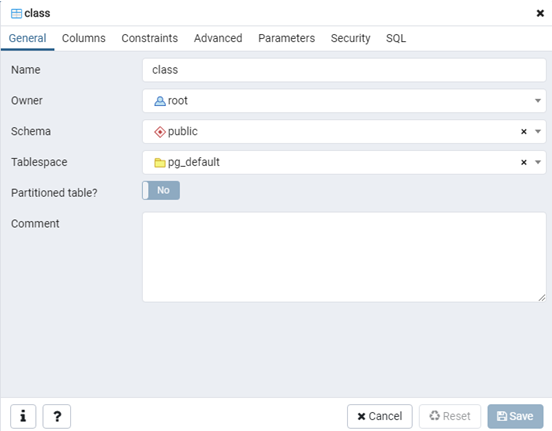 class
General Columns Constraints Advanced Parameters Security SQL
Name class
Owner root
Schema public
Tablespace pg_default
Partitioned table? No
Comment
i ? Cancel Reset Save